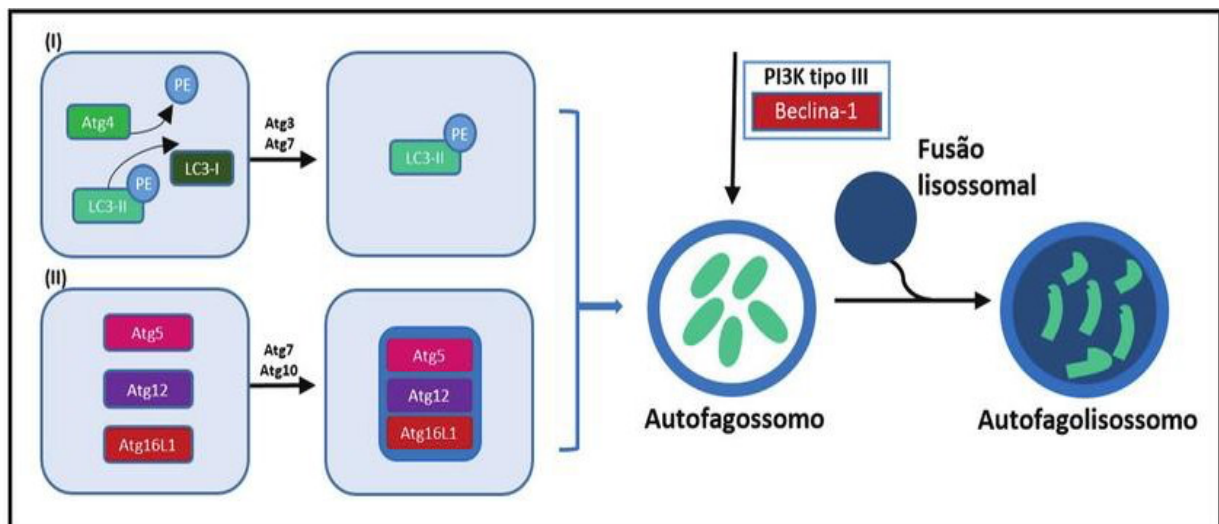 (I)
PE
Atg4
LC3-I
PE
LC3-II
Atg3
Atg7
PE
LC3-II
(II)
Atg5
Atg12
Atg16L1
Atg7
Atg10
Atg5
Atg12
Atg16L1
PI3K tipo III
Beclina-1
Autofagossomo
Fusão
lisossomal
Autofagolisossomo